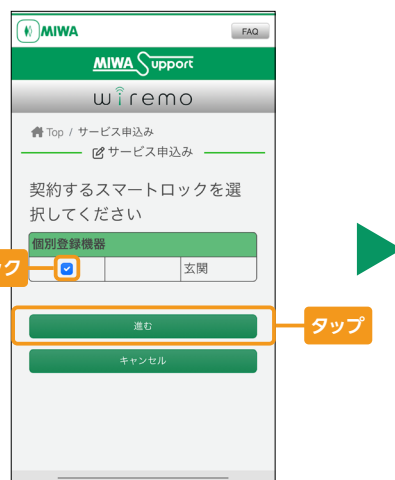 MIWA
FAQ
MIWA Support
wiremo
Top / サービス申込み
サービス申込み
契約するスマートロックを選
択してください
個別登録機器
ック
玄関
進む
タップ
キャンセル